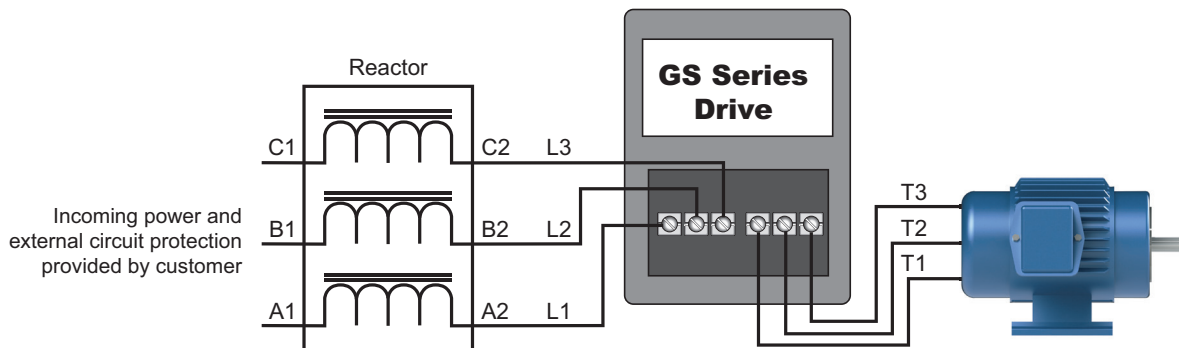 Reactor
GS Series
Drive
C1 C2 L3
T3
Incoming power and
external circuit protection
provided by customer
B1 B2 L2
T2
T1
A1 A2 L1